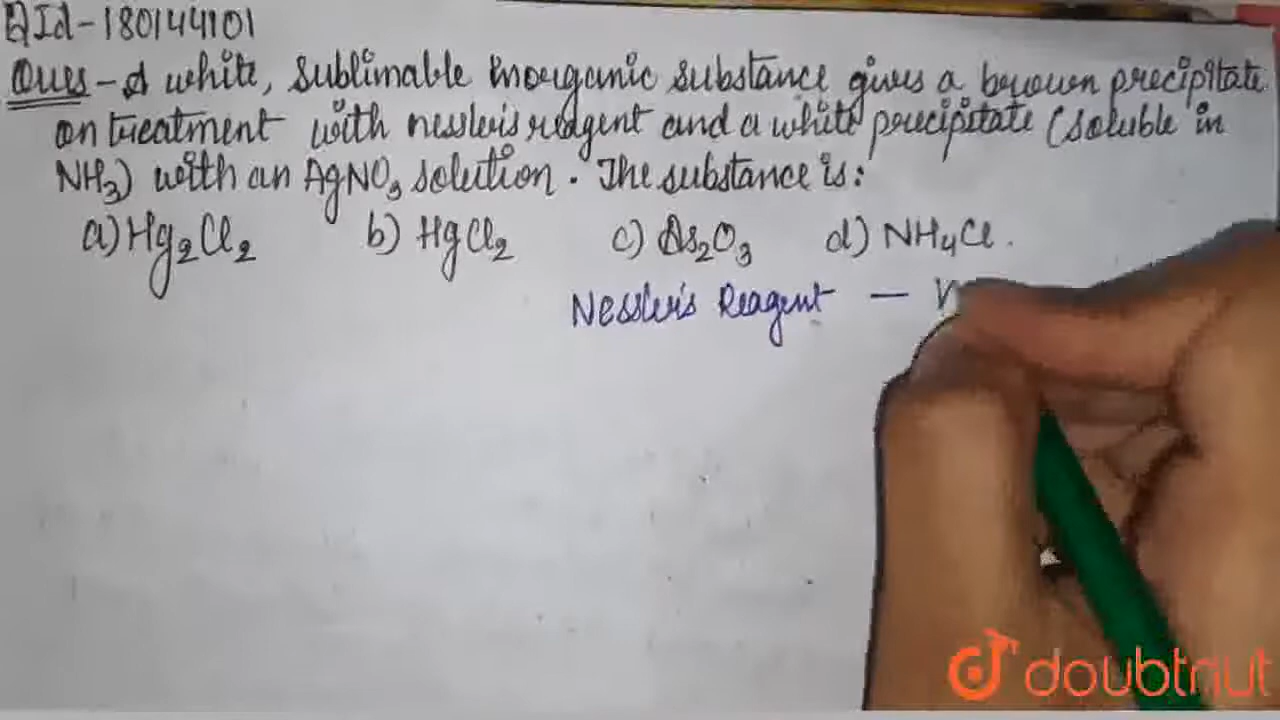 QId-180144101
Ques - A white, sublimable inorganic substance gives a brown precipitate
on treatment with nessler's reagent and a white precipitate (soluble in
NH3) with an AgNO3 solution. The substance is:
a) Hg2Cl2 b) HgCl2 c) As2O3 d) NH4Cl.
Nessler's Reagent —
doubtnut